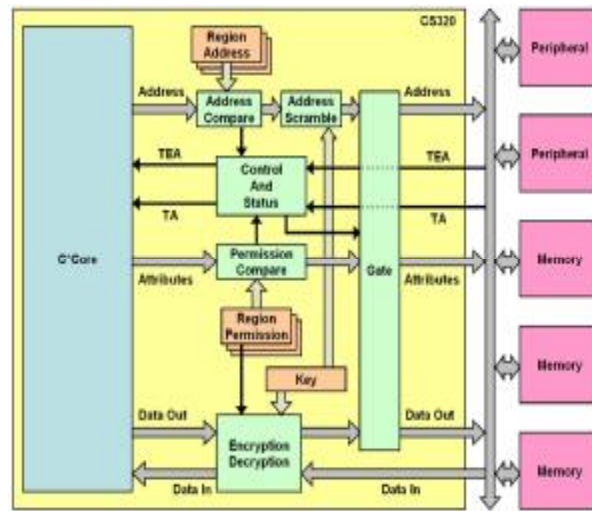 CS320
Region
Address
Peripheral
Address
Address
Compare
Address
Scramble
Address
Peripheral
TEA
Control
And
Status
TEA
TA
TA
C*Core
Attributes
Permission
Compare
Gate
Attributes
Memory
Region
Permission
Key
Memory
Data Out
Encryption
Decryption
Data Out
Data In
Data In
Memory